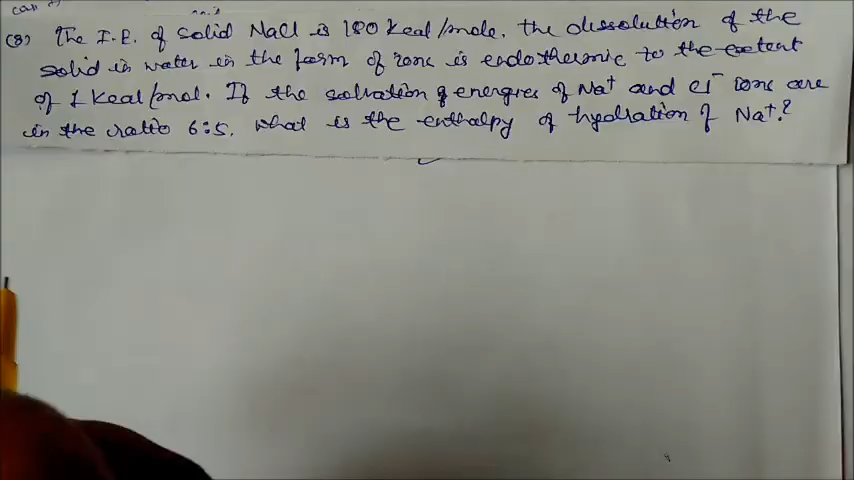 (8) The I.E. of solid NaCl is 180 Kcal/mole. the dissolution of the
solid in water in the form of ions is endothermic to the extent
of 1 Kcal/mol. If the solvation energies of Na⁺ and Cl⁻ ions are
in the ratio 6:5. what is the enthalpy of hydration of Na⁺?